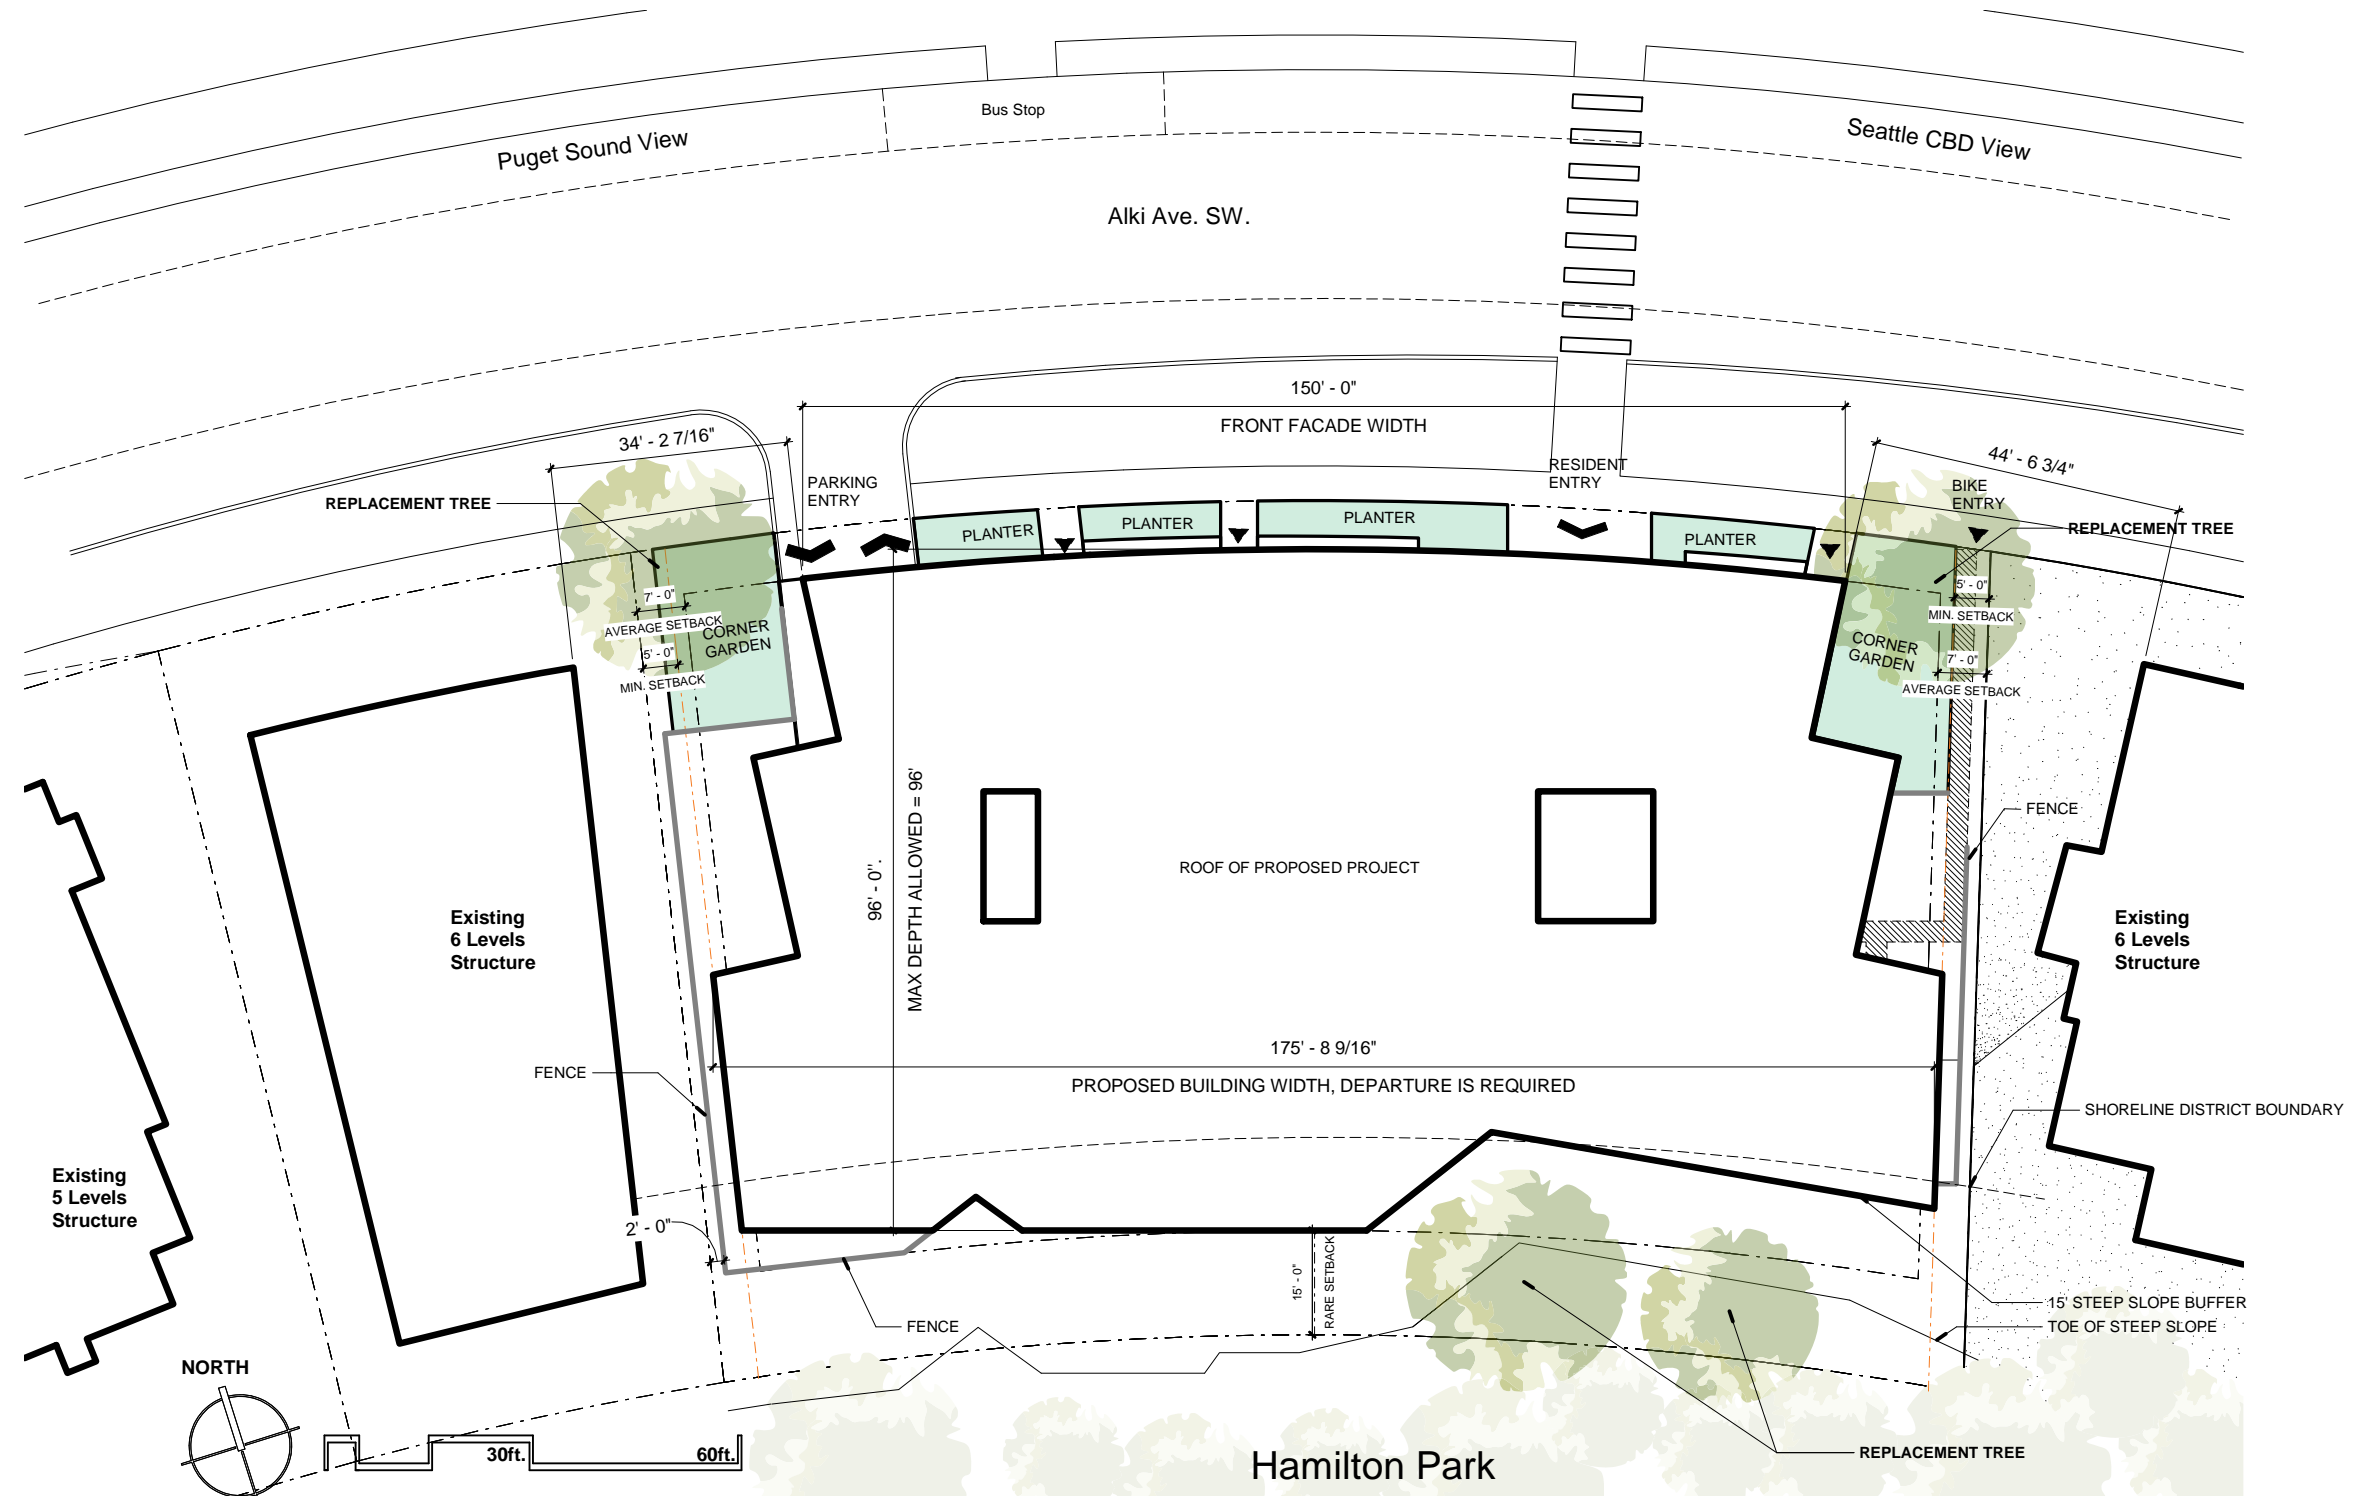 Bus Stop
Puget Sound View
Seattle CBD View
Alki Ave. SW.
150' - 0"
FRONT FACADE WIDTH
34' - 2 7/16"
44' - 6 3/4"
REPLACEMENT TREE
PARKING
ENTRY
RESIDENT
ENTRY
BIKE
ENTRY
REPLACEMENT TREE
PLANTER
PLANTER
PLANTER
PLANTER
7' - 0"
AVERAGE SETBACK
CORNER
GARDEN
5' - 0"
MIN. SETBACK
5' - 0"
MIN. SETBACK
CORNER
GARDEN
7' - 0"
AVERAGE SETBACK
FENCE
96' - 0".
MAX DEPTH ALLOWED = 96'
ROOF OF PROPOSED PROJECT
Existing
6 Levels
Structure
Existing
6 Levels
Structure
175' - 8 9/16"
PROPOSED BUILDING WIDTH, DEPARTURE IS REQUIRED
FENCE
SHORELINE DISTRICT BOUNDARY
Existing
5 Levels
Structure
2' - 0"
15' - 0"
RARE SETBACK
FENCE
15' STEEP SLOPE BUFFER
TOE OF STEEP SLOPE
NORTH
30ft.
60ft.
Hamilton Park
REPLACEMENT TREE